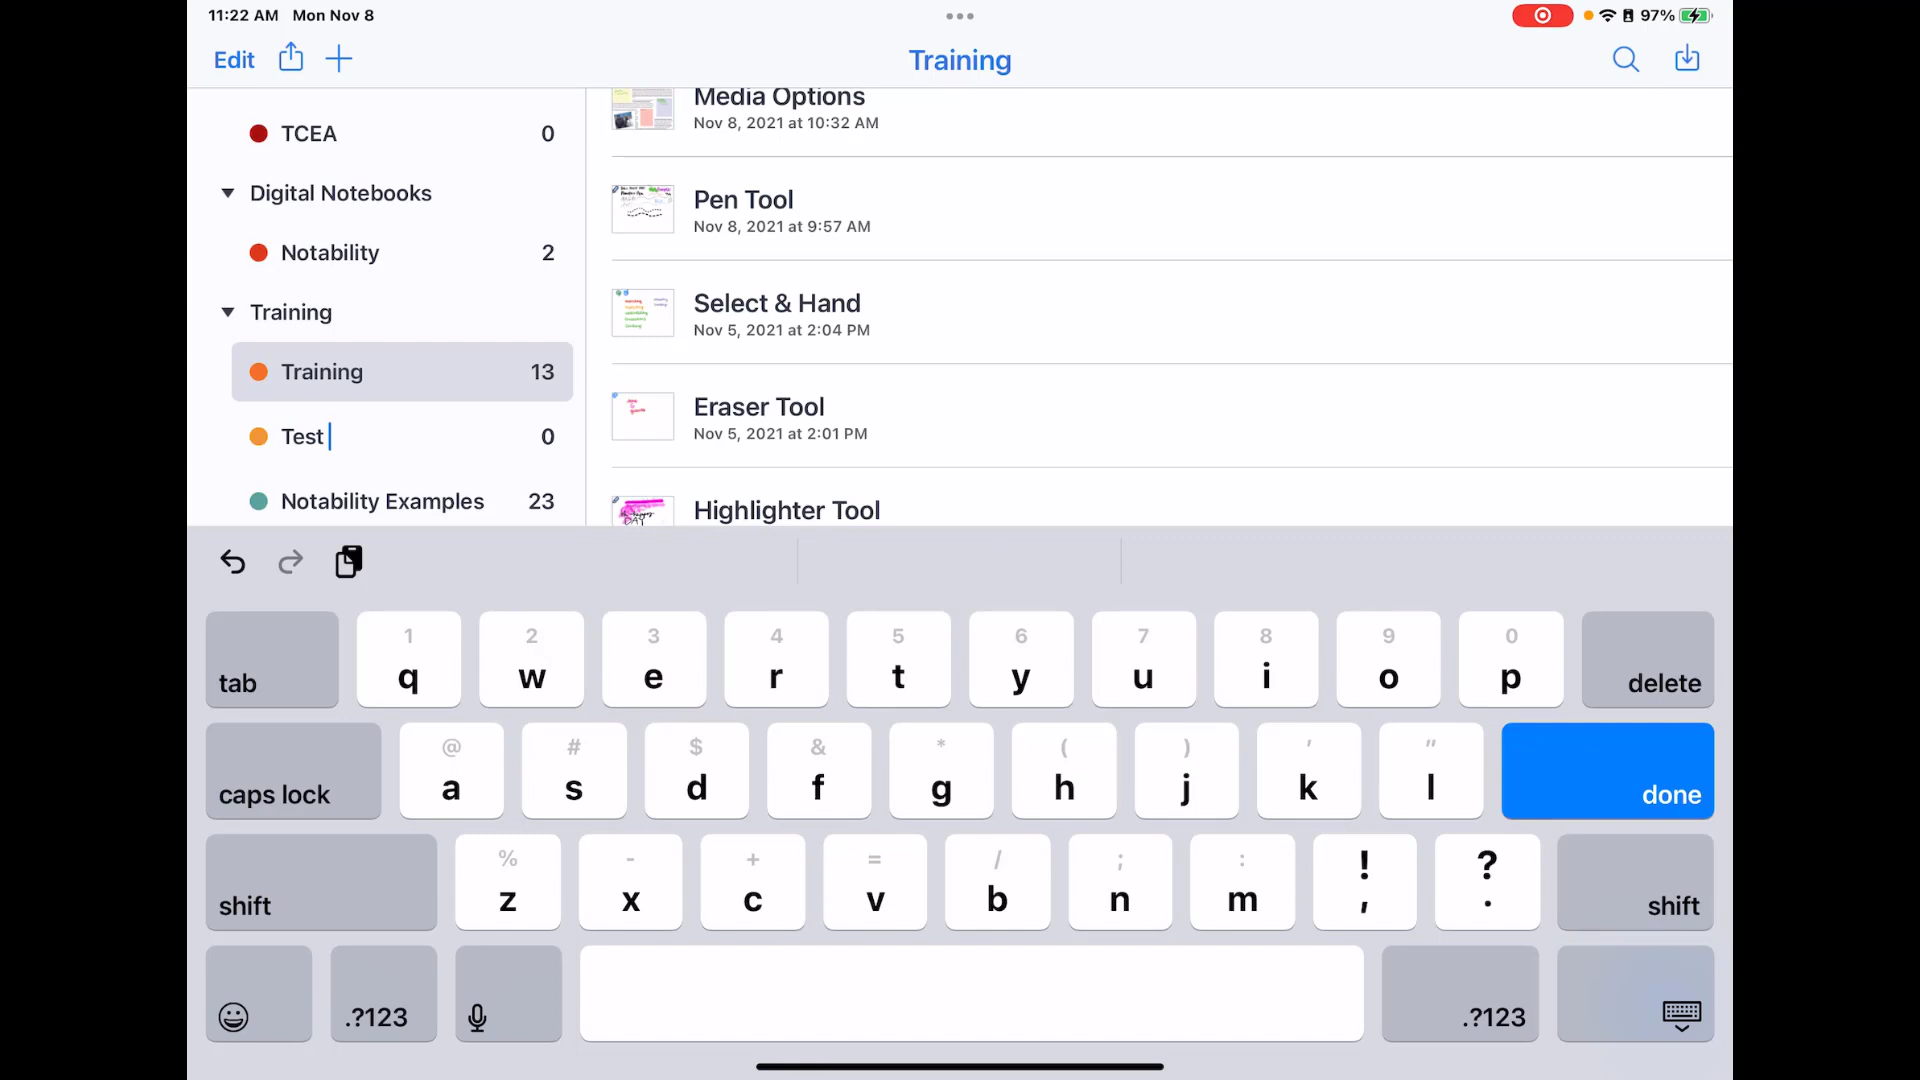 11:22 AM Mon Nov 8
97%
Edit
Training
TCEA 0
Digital Notebooks
Notability 2
Training
Training 13
Test 0
Notability Examples 23
Media Options
Nov 8, 2021 at 10:32 AM
Pen Tool
Nov 8, 2021 at 9:57 AM
Select & Hand
Nov 5, 2021 at 2:04 PM
Eraser Tool
Nov 5, 2021 at 2:01 PM
Highlighter Tool
1 2 3 4 5 6 7 8 9 0
tab q w e r t y u i o p delete
@ # $ & * ( ) ' "
caps lock a s d f g h j k l done
% - + = / ; : ! ?
shift z x c v b n m , . shift
.?123 .?123